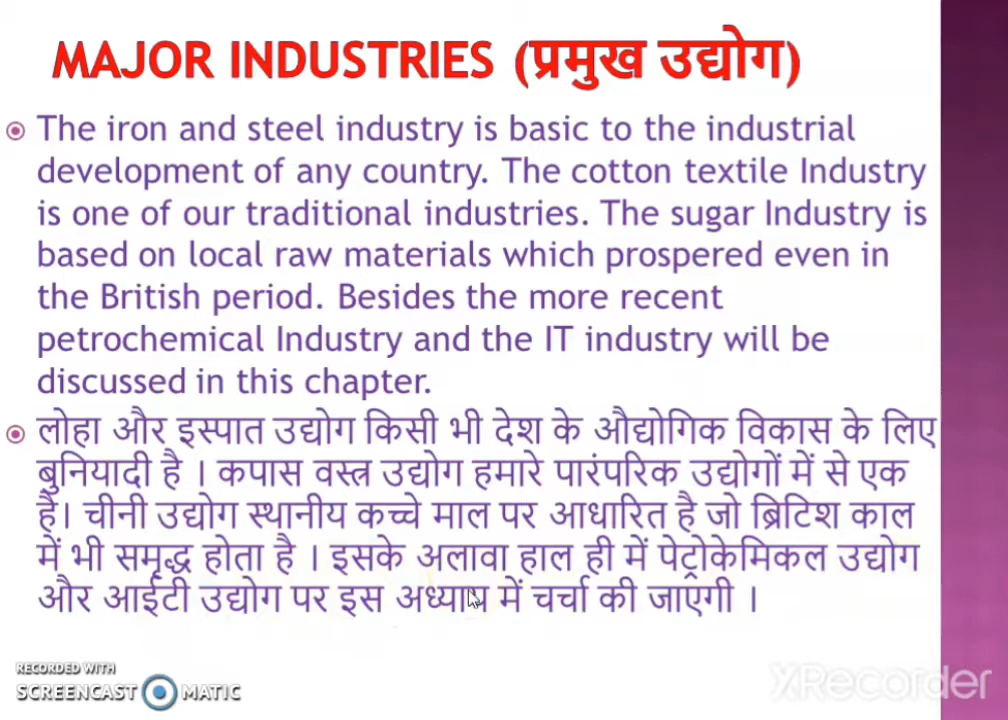 MAJOR INDUSTRIES (प्रमुख उद्योग)
The iron and steel industry is basic to the industrial
development of any country. The cotton textile Industry
is one of our traditional industries. The sugar Industry is
based on local raw materials which prospered even in
the British period. Besides the more recent
petrochemical Industry and the IT industry will be
discussed in this chapter.
लोहा और इस्पात उद्योग किसी भी देश के औद्योगिक विकास के लिए
बुनियादी है । कपास वस्त्र उद्योग हमारे पारंपरिक उद्योगों में से एक
है। चीनी उद्योग स्थानीय कच्चे माल पर आधारित है जो ब्रिटिश काल
में भी समृद्ध होता है । इसके अलावा हाल ही में पेट्रोकेमिकल उद्योग
और आईटी उद्योग पर इस अध्याय में चर्चा की जाएगी ।
RECORDED WITH
SCREENCAST MATIC
XRecorder